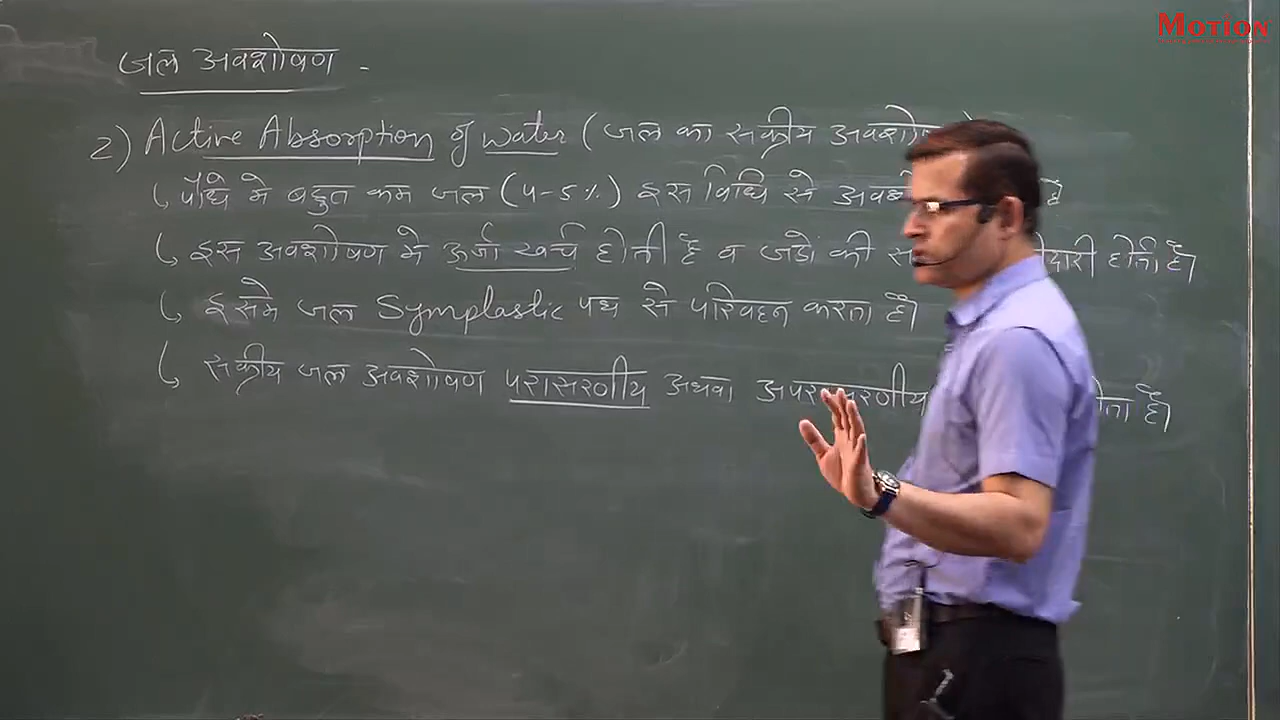 MOTION
जल अवशोषण -
2) Active Absorption of water (जल का सक्रीय
पौधे मे बहुत कम जल (4-5%) इस विधि से है
इस अवशोषण मे ऊर्जा खर्च होती है व जडो की होती है।
इसमे जल Symplastic पथ से परिवहन करता है।
सक्रीय जल अवशोषण परासरणीय अथवा अपरासरणीय है।